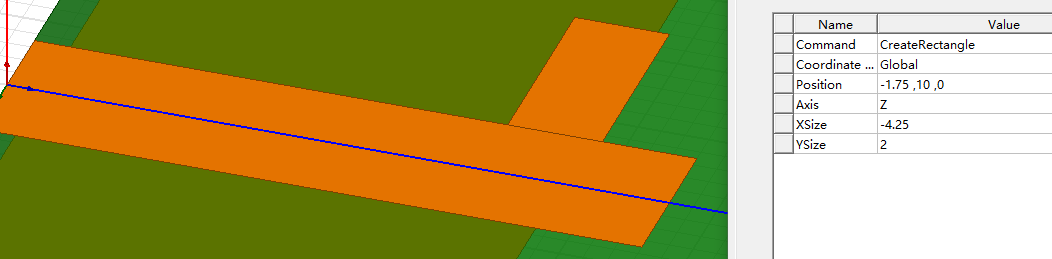 Name Value
Command CreateRectangle
Coordinate ... Global
Position -1.75 ,10 ,0
Axis Z
XSize -4.25
YSize 2